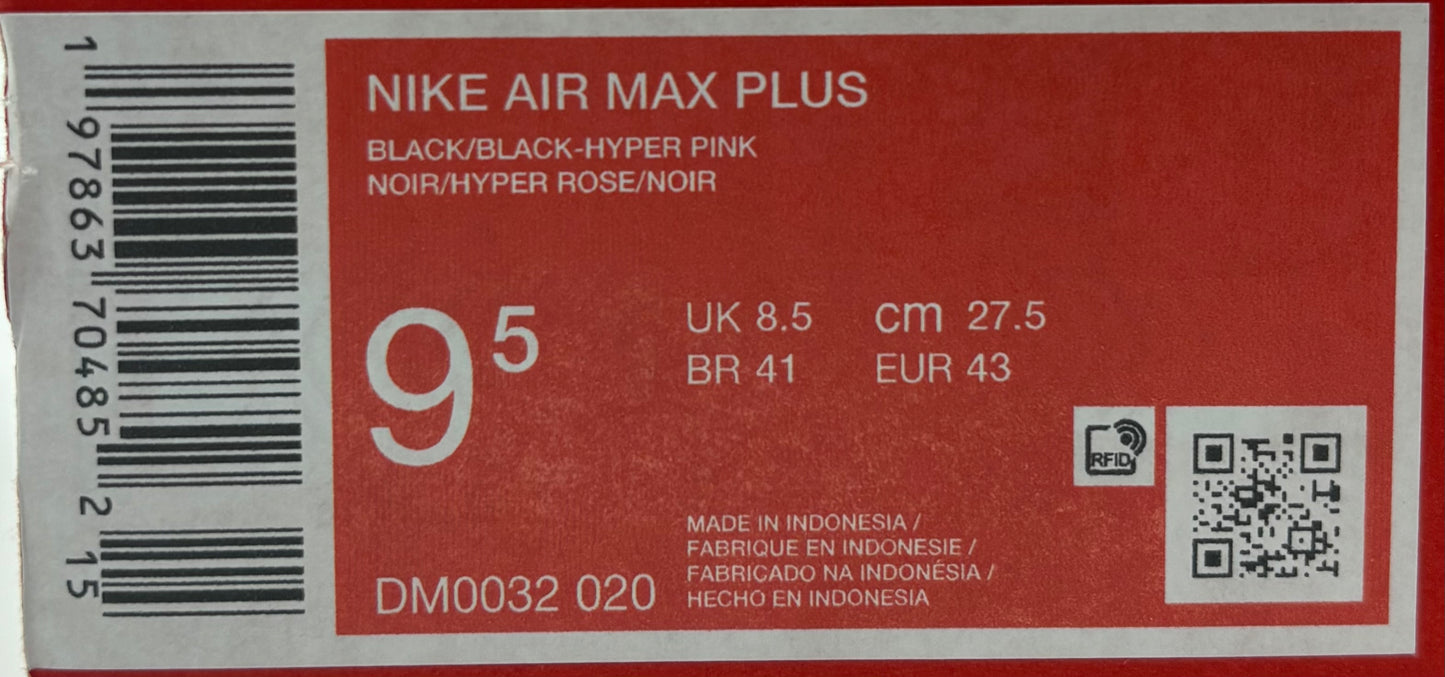 1 97863 70485 2 15
NIKE AIR MAX PLUS
BLACK/BLACK-HYPER PINK
NOIR/HYPER ROSE/NOIR
9 5
UK 8.5 cm 27.5
BR 41 EUR 43
RFID
MADE IN INDONESIA /
FABRIQUE EN INDONESIE /
FABRICADO NA INDONÉSIA /
HECHO EN INDONESIA
DM0032 020